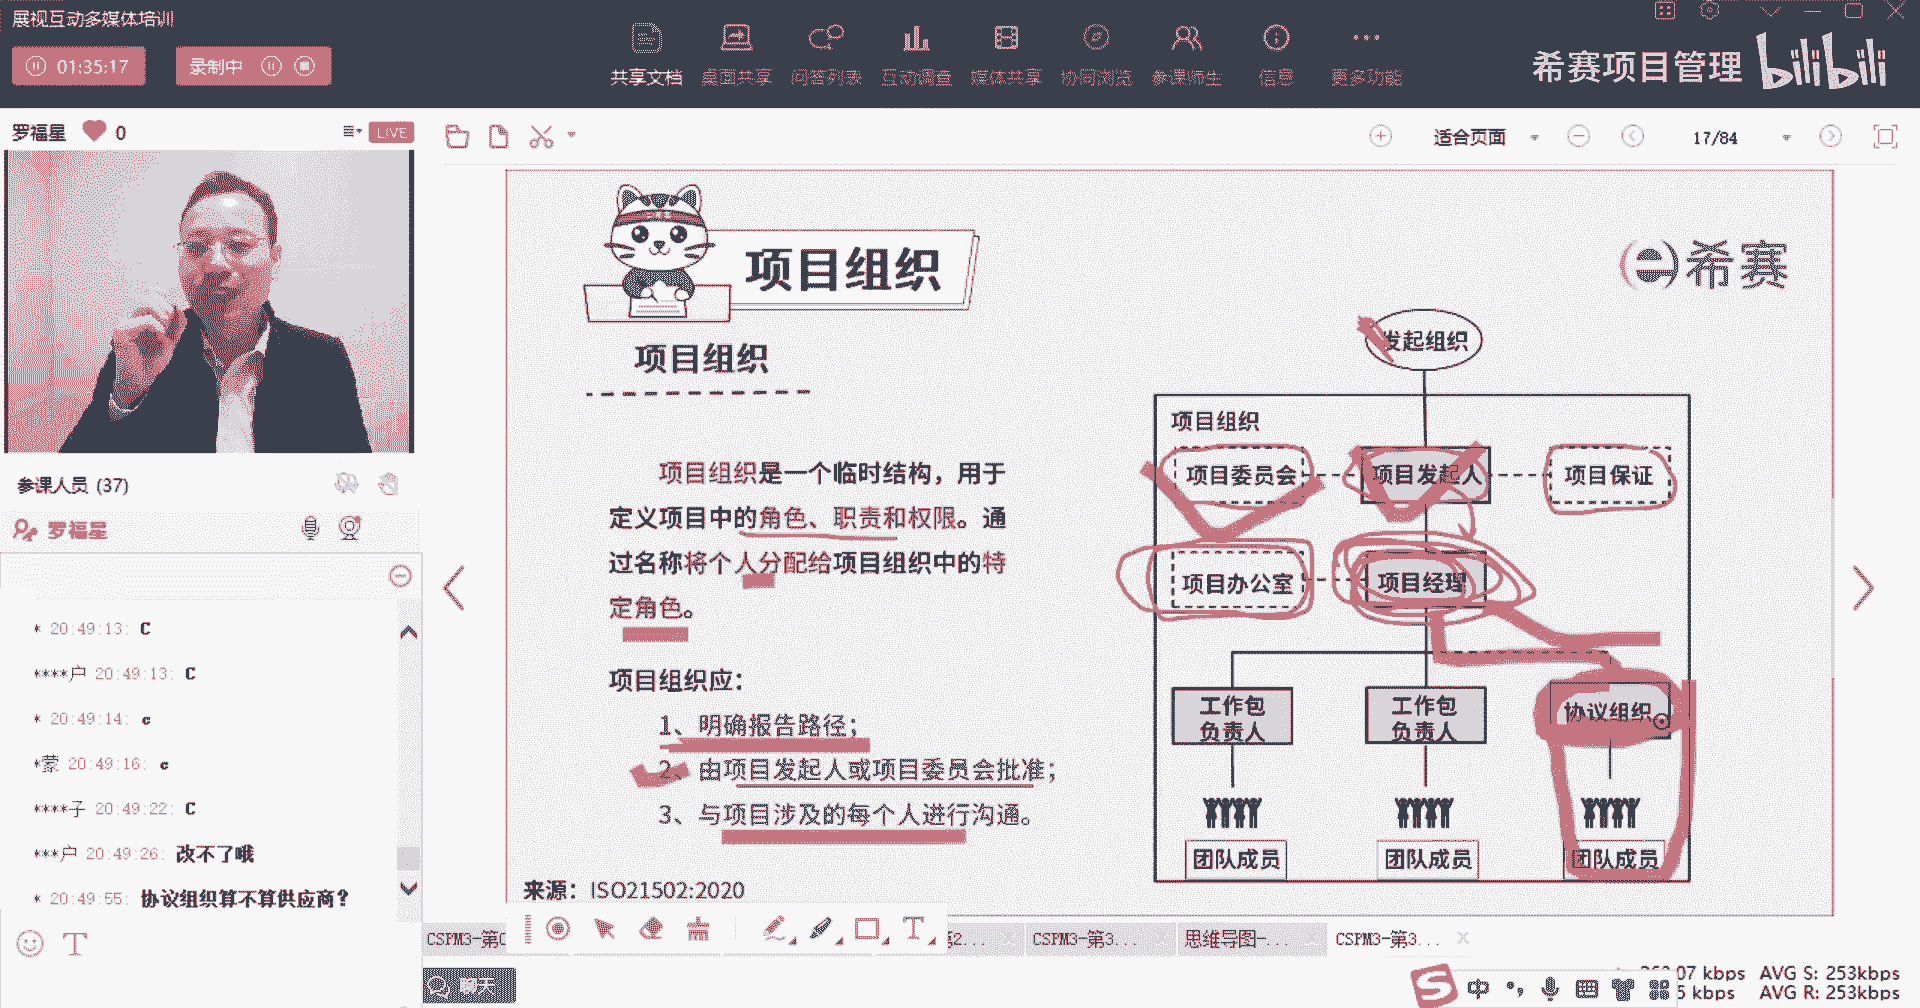 展视互动多媒体培训
01:35:17
录制中
共享文档
桌面共享
问答列表
互动调查
媒体共享
协同浏览
参课师生
信息
更多功能
希赛项目管理
bilibili
罗福星 0
LIVE
适合页面
17/84
参课人员 (37)
罗福星
* 20:49:13: C
****户 20:49:13: C
* 20:49:14: c
*蒙 20:49:16: c
****子 20:49:22: C
***户 20:49:26: 改不了哦
* 20:49:55: 协议组织算不算供应商?
聊天
项目组织
希赛
项目组织
项目组织是一个临时结构，用于
定义项目中的角色、职责和权限。通
过名称将个人分配给项目组织中的特
定角色。
项目组织应：
1、明确报告路径；
2、由项目发起人或项目委员会批准；
3、与项目涉及的每个人进行沟通。
来源：ISO21502:2020
发起组织
项目组织
项目委员会
项目发起人
项目保证
项目办公室
项目经理
工作包
负责人
工作包
负责人
协议组织
团队成员
团队成员
团队成员
CSPM3-第3...
思维导图-...
CSPM3-第3...
中
AVG S: 253kbps
AVG R: 253kbps